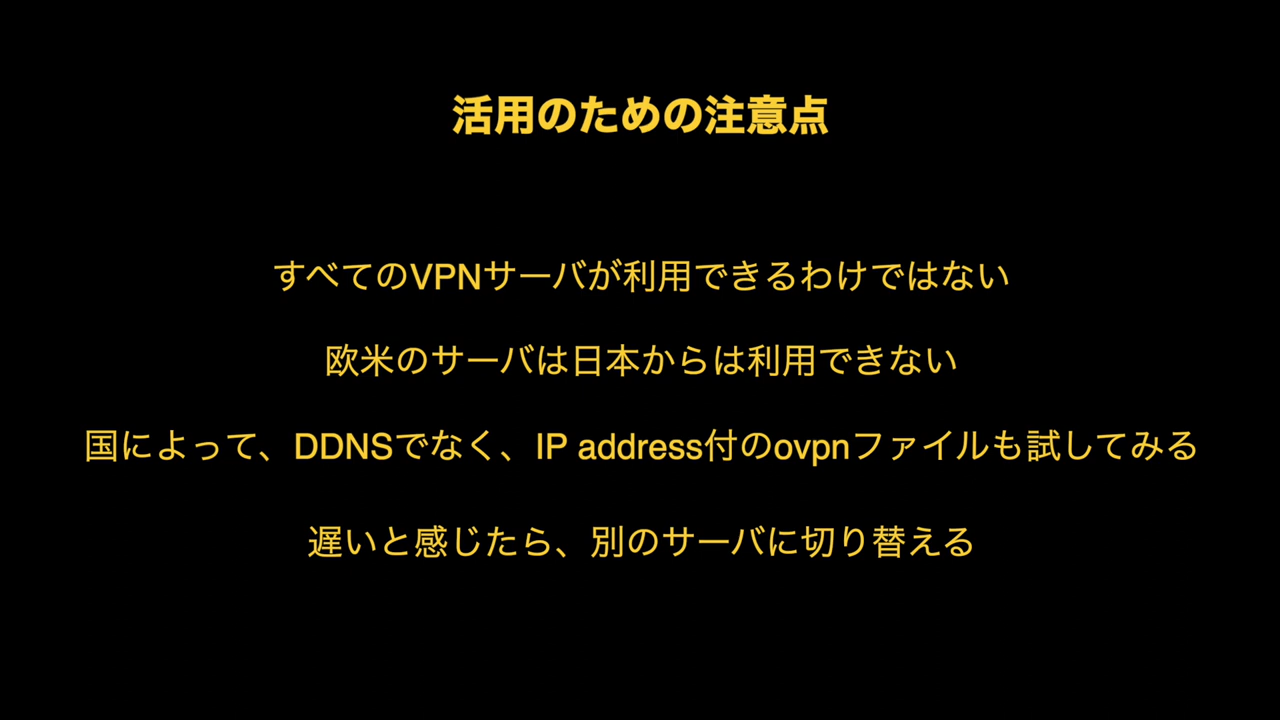 活用のための注意点
すべてのVPNサーバが利用できるわけではない
欧米のサーバは日本からは利用できない
国によって、DDNSでなく、IP address付のovpnファイルも試してみる
遅いと感じたら、別のサーバに切り替える